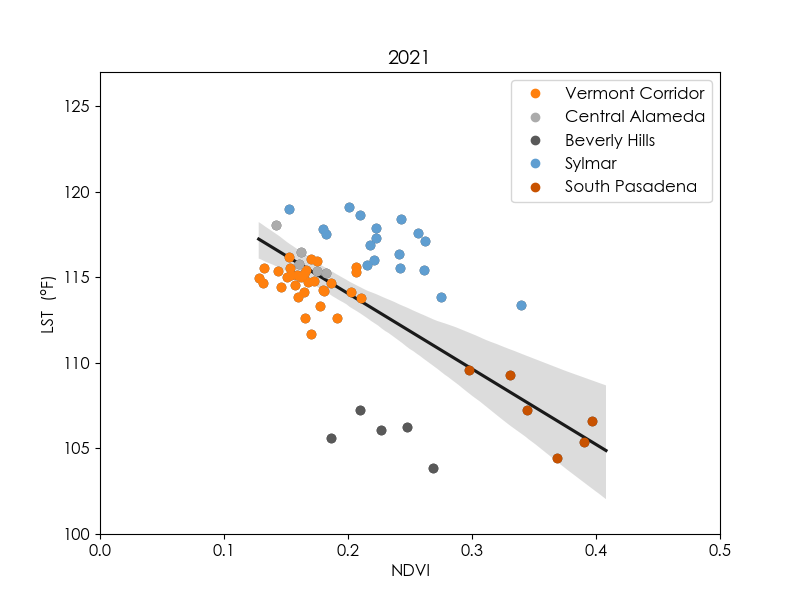 2021
Vermont Corridor
Central Alameda
Beverly Hills
Sylmar
South Pasadena
LST (°F)
125
120
115
110
105
100
0.0 0.1 0.2 0.3 0.4 0.5
NDVI